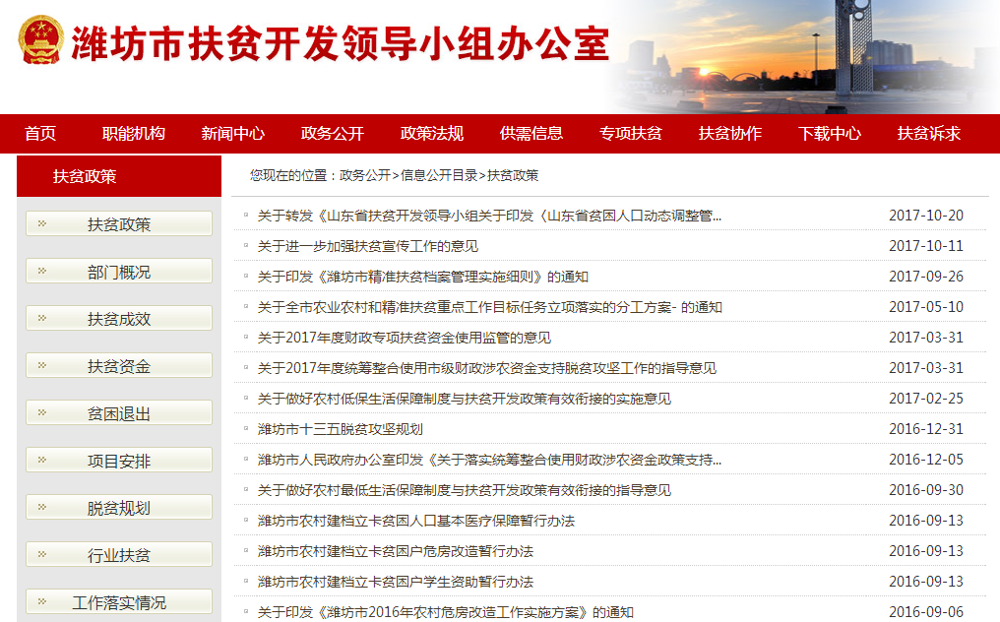 潍坊市扶贫开发领导小组办公室
首页 职能机构 新闻中心 政务公开 政策法规 供需信息 专项扶贫 扶贫协作 下载中心 扶贫诉求
扶贫政策
扶贫政策
部门概况
扶贫成效
扶贫资金
贫困退出
项目安排
脱贫规划
行业扶贫
工作落实情况
您现在的位置：政务公开>信息公开目录>扶贫政策
关于转发《山东省扶贫开发领导小组关于印发〈山东省贫困人口动态调整管... 2017-10-20
关于进一步加强扶贫宣传工作的意见 2017-10-11
关于印发《潍坊市精准扶贫档案管理实施细则》的通知 2017-09-26
关于全市农业农村和精准扶贫重点工作目标任务立项落实的分工方案- 的通知 2017-05-10
关于2017年度财政专项扶贫资金使用监管的意见 2017-03-31
关于2017年度统筹整合使用市级财政涉农资金支持脱贫攻坚工作的指导意见 2017-03-31
关于做好农村低保生活保障制度与扶贫开发政策有效衔接的实施意见 2017-02-25
潍坊市十三五脱贫攻坚规划 2016-12-31
潍坊市人民政府办公室印发《关于落实统筹整合使用财政涉农资金政策支持... 2016-12-05
关于做好农村最低生活保障制度与扶贫开发政策有效衔接的指导意见 2016-09-30
潍坊市农村建档立卡贫困人口基本医疗保障暂行办法 2016-09-13
潍坊市农村建档立卡贫困户危房改造暂行办法 2016-09-13
潍坊市农村建档立卡贫困户学生资助暂行办法 2016-09-13
关于印发《潍坊市2016年农村危房改造工作实施方案》的通知 2016-09-06